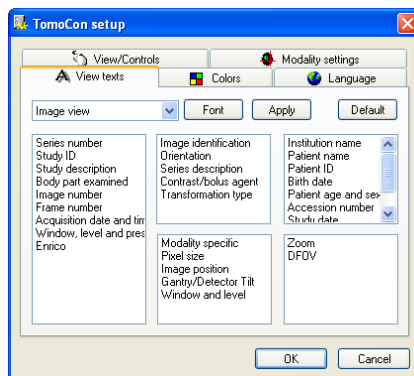 TomoCon setup
View/Controls
Modality settings
View texts
Colors
Language
Image view
Font
Apply
Default
Series number
Study ID
Study description
Body part examined
Image number
Frame number
Acquisition date and tim
Window, level and pres
Enrico
Image identification
Orientation
Series description
Contrast/bolus agent
Transformation type
Institution name
Patient name
Patient ID
Birth date
Patient age and sex
Accession number
Study date
Modality specific
Pixel size
Image position
Gantry/Detector Tilt
Window and level
Zoom
DFOV
OK
Cancel